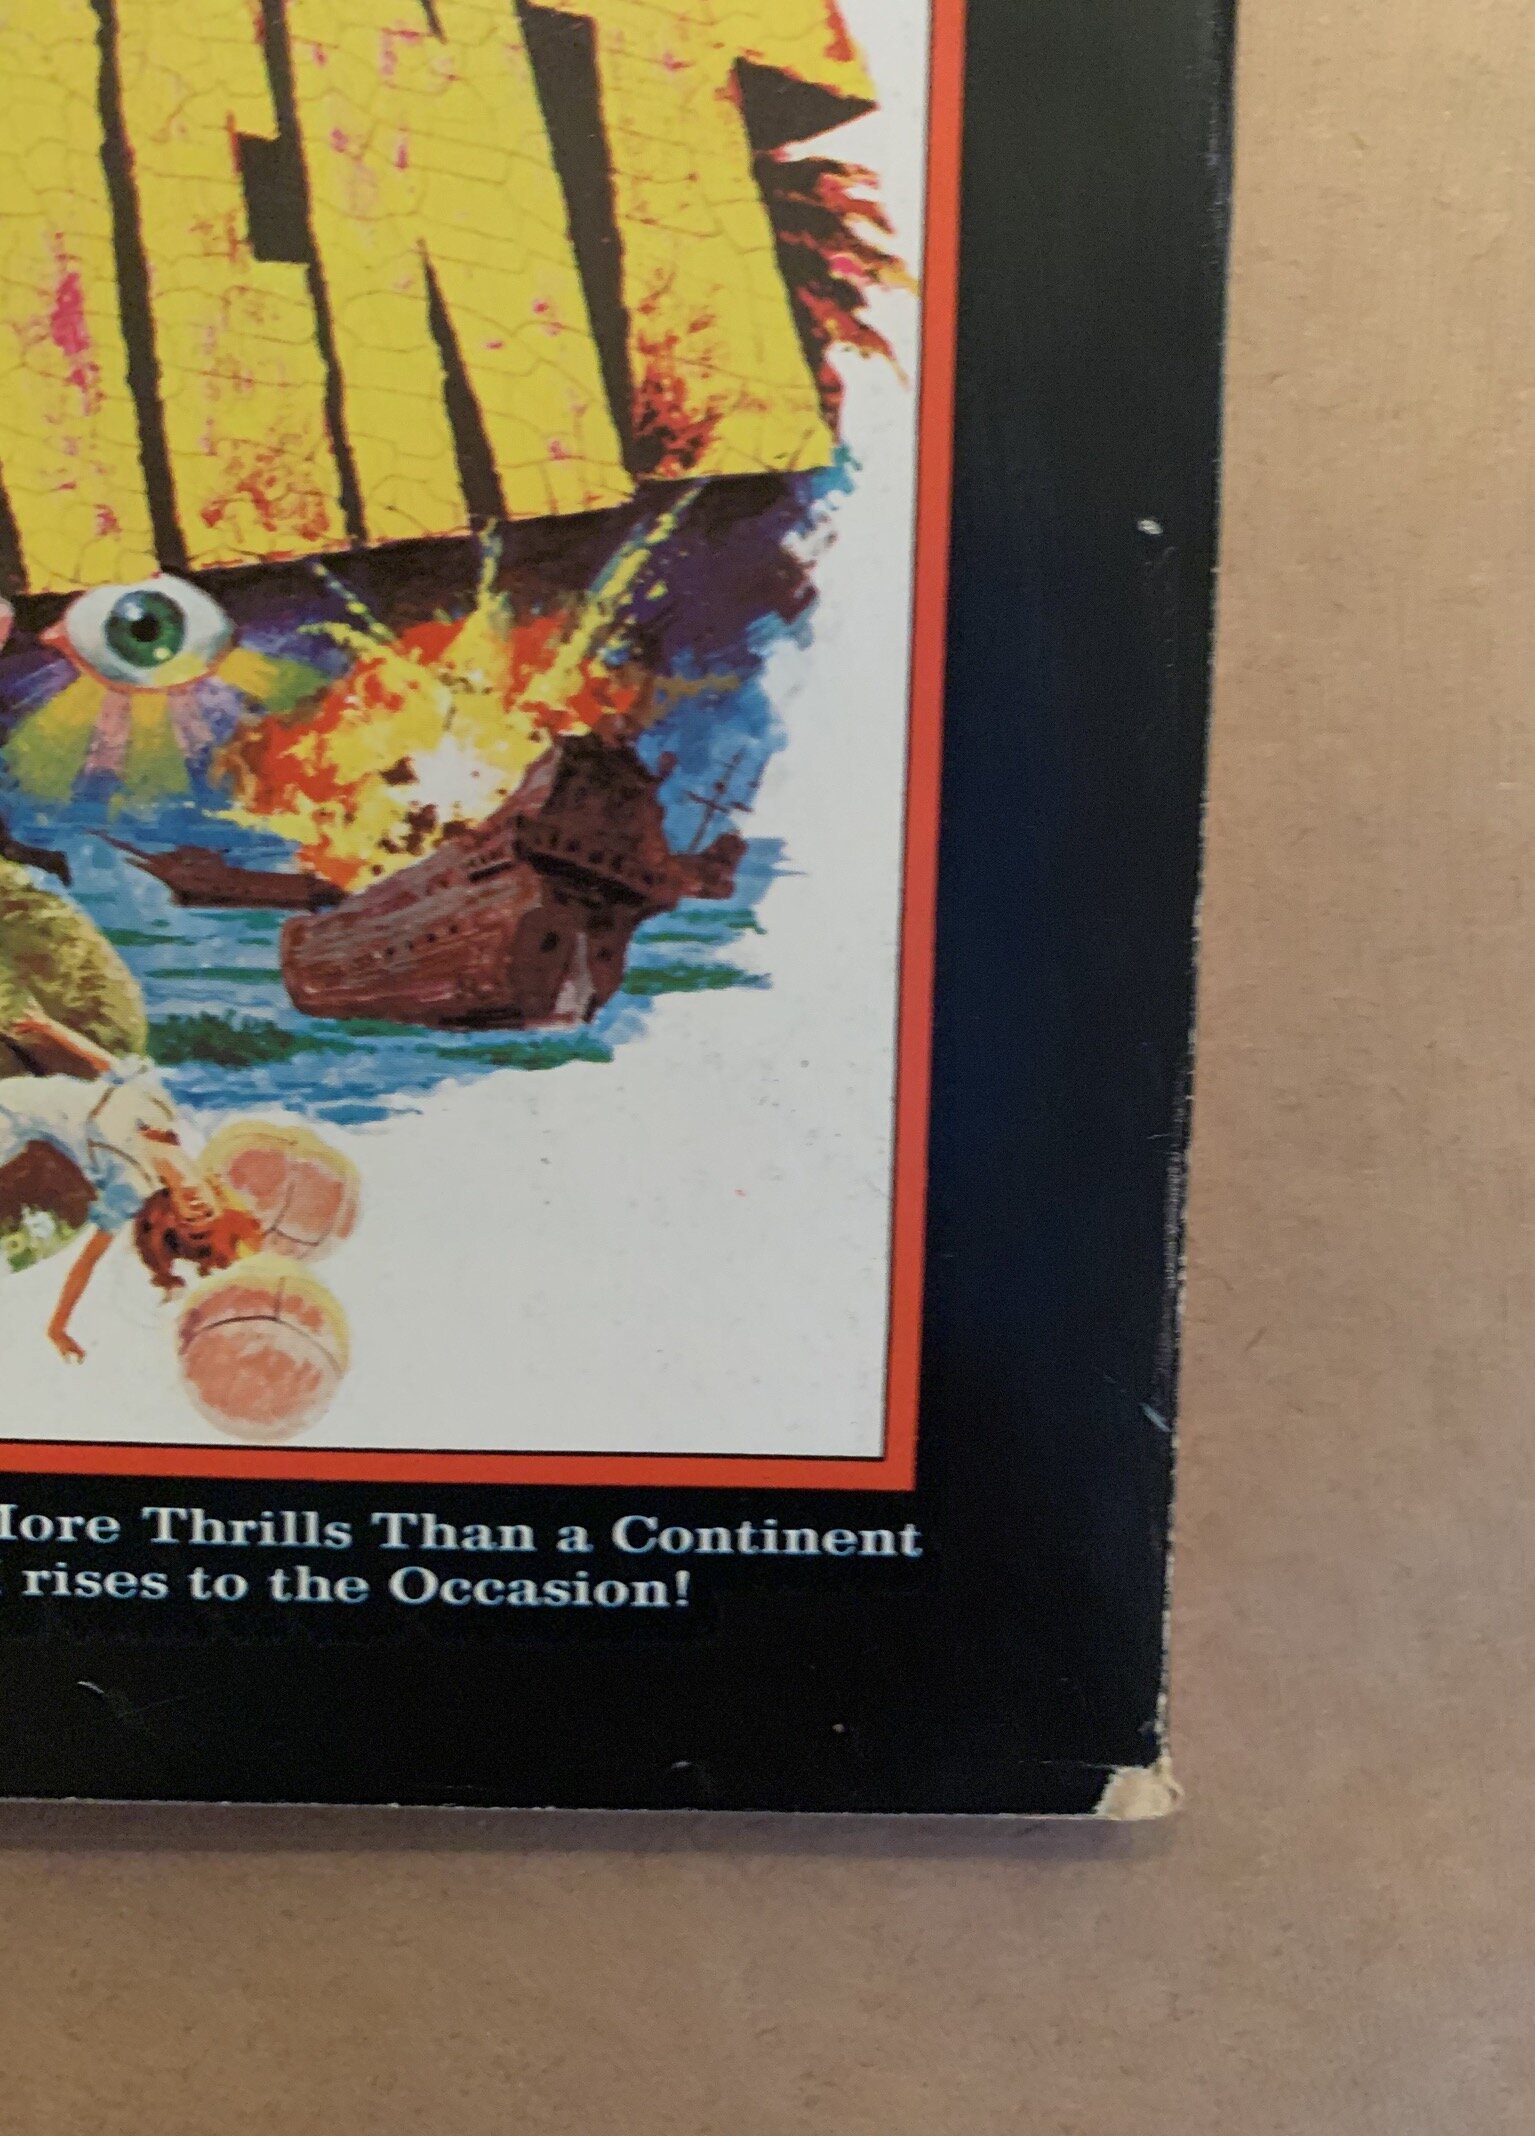 More Thrills Than a Continent
rises to the Occasion!